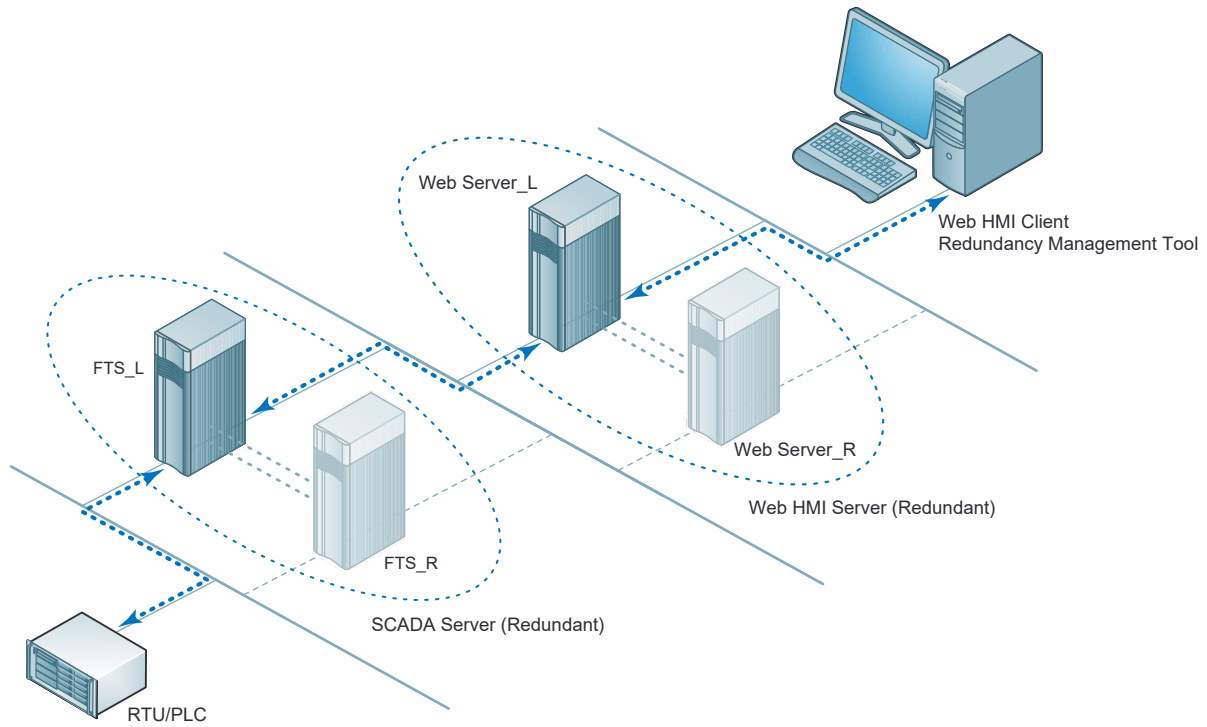 Web Server_L
Web HMI Client
Redundancy Management Tool
FTS_L
Web Server_R
Web HMI Server (Redundant)
FTS_R
SCADA Server (Redundant)
RTU/PLC